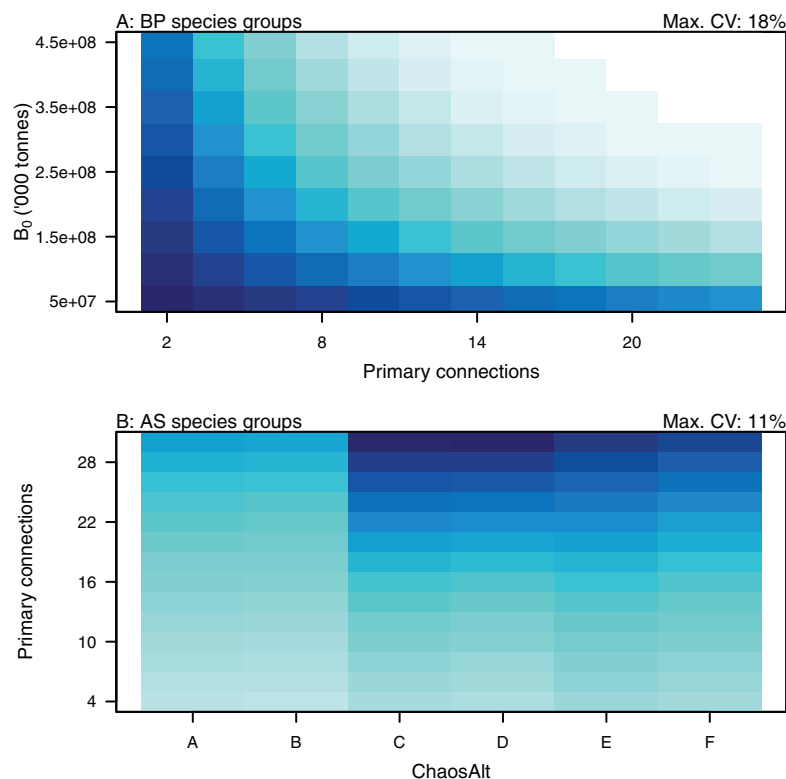 A: BP species groups Max. CV: 18%
4.5e+08
3.5e+08
2.5e+08
1.5e+08
5e+07
B₀ ('000 tonnes)
2 8 14 20
Primary connections
B: AS species groups Max. CV: 11%
28
22
16
10
4
Primary connections
A B C D E F
ChaosAlt